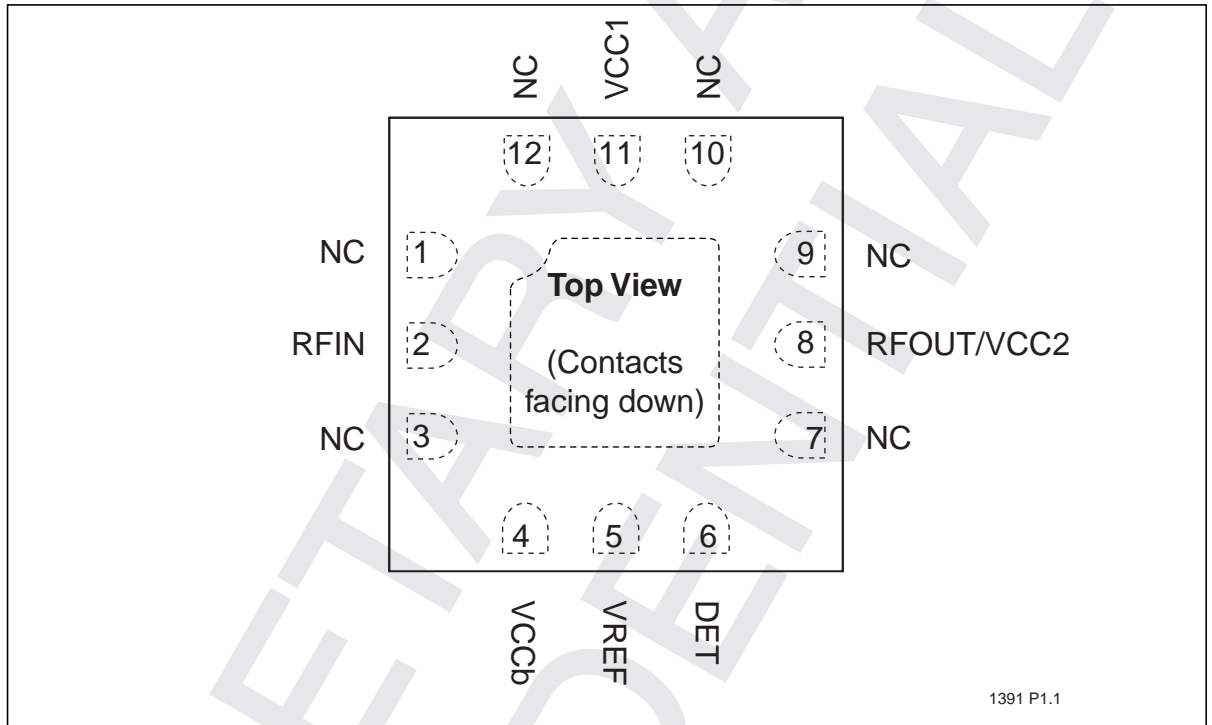 NC
VCC1
NC
12
11
10
NC
1
9
NC
Top View
RFIN
2
8
RFOUT/VCC2
(Contacts
facing down)
NC
3
7
NC
4
5
6
VCCb
VREF
DET
1391 P1.1